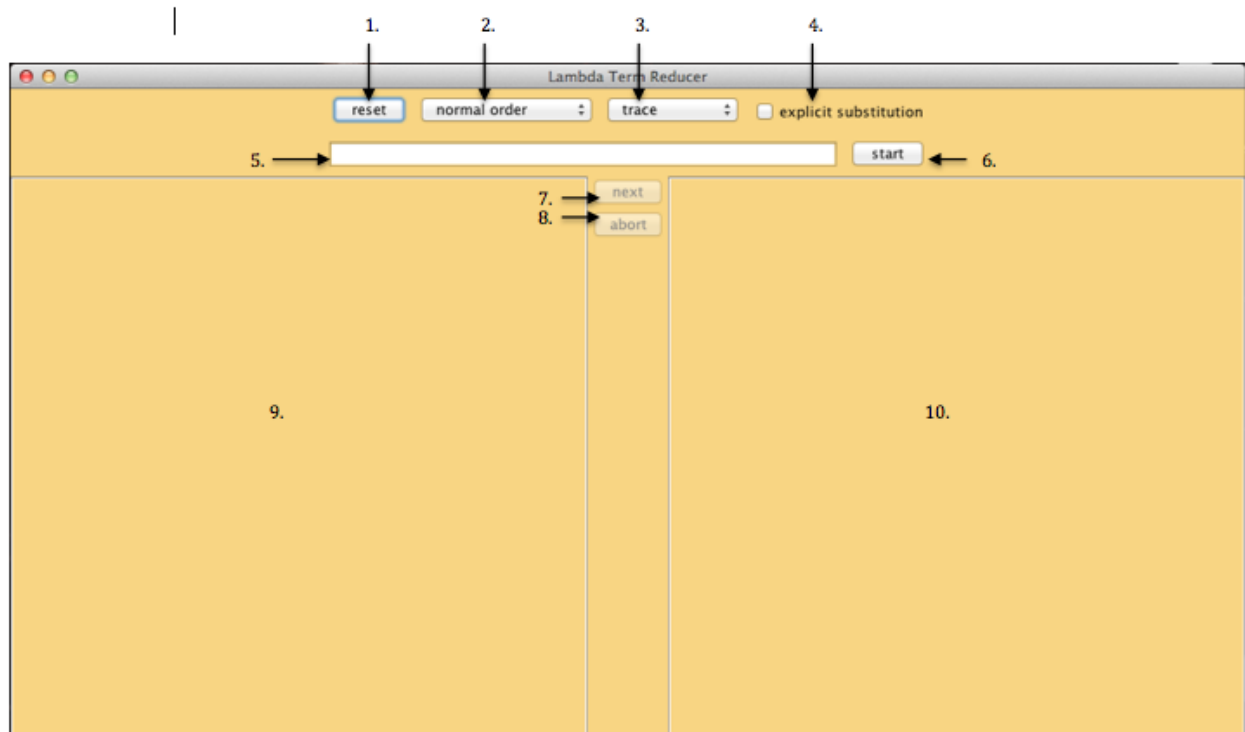 1. 2. 3. 4.
Lambda Term Reducer
reset normal order trace explicit substitution
5. start 6.
7. next
8. abort
9. 10.